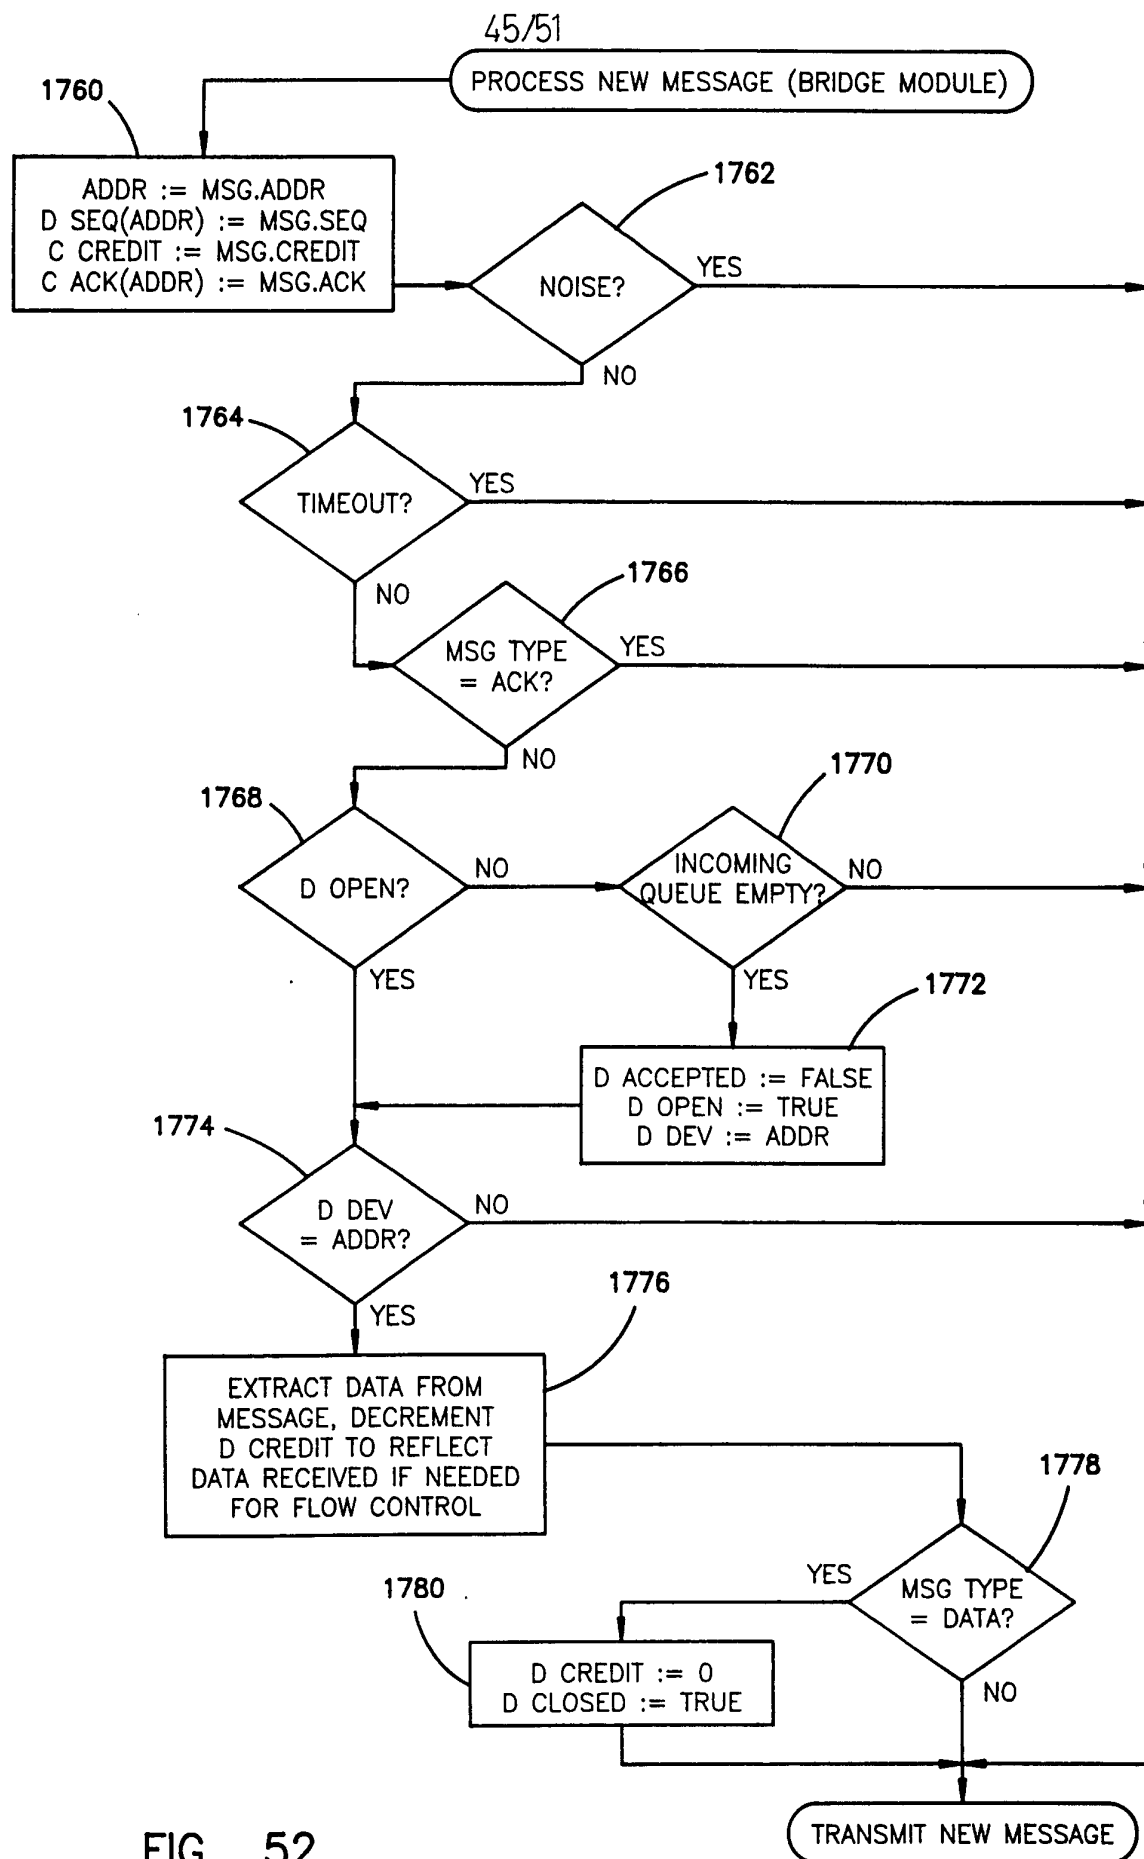 45/51
PROCESS NEW MESSAGE (BRIDGE MODULE)
1760
ADDR := MSG.ADDR
D SEQ(ADDR) := MSG.SEQ
C CREDIT := MSG.CREDIT
C ACK(ADDR) := MSG.ACK
1762
NOISE?
YES
NO
1764
TIMEOUT?
YES
NO
1766
MSG TYPE
= ACK?
YES
NO
1768
D OPEN?
NO
YES
1770
INCOMING
QUEUE EMPTY?
NO
YES
1772
D ACCEPTED := FALSE
D OPEN := TRUE
D DEV := ADDR
1774
D DEV
= ADDR?
NO
YES
1776
EXTRACT DATA FROM
MESSAGE, DECREMENT
D CREDIT TO REFLECT
DATA RECEIVED IF NEEDED
FOR FLOW CONTROL
1778
MSG TYPE
= DATA?
YES
NO
1780
D CREDIT := 0
D CLOSED := TRUE
TRANSMIT NEW MESSAGE
FIG. 52